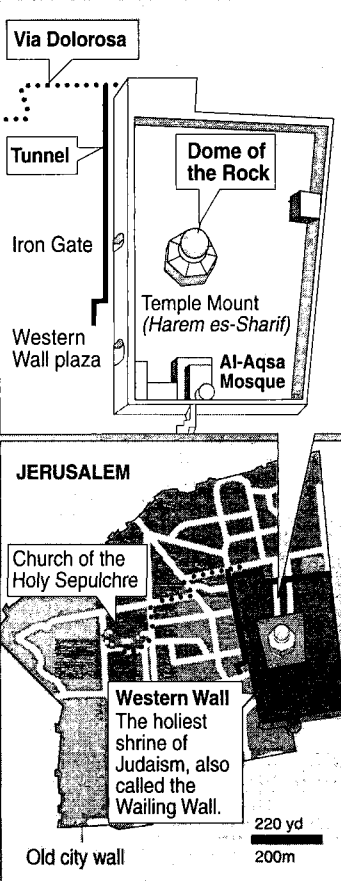 Via Dolorosa
Tunnel
Dome of
the Rock
Iron Gate
Temple Mount
(Harem es-Sharif)
Western
Wall plaza
Al-Aqsa
Mosque
JERUSALEM
Church of the
Holy Sepulchre
Western Wall
The holiest
shrine of
Judaism, also
called the
Wailing Wall.
220 yd
200m
Old city wall